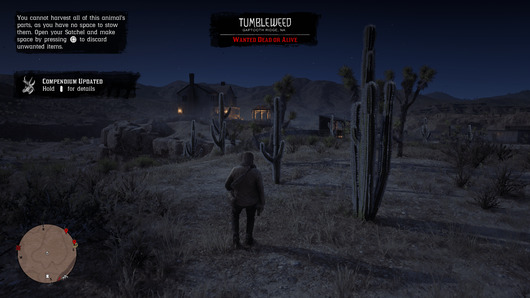 You cannot harvest all of this animal's
parts, as you have no space to stow
them. Open your Satchel and make
space by pressing to discard
unwanted items.
TUMBLEWEED
GAPTOOTH RIDGE, NA
WANTED DEAD OR ALIVE
COMPENDIUM UPDATED
Hold for details